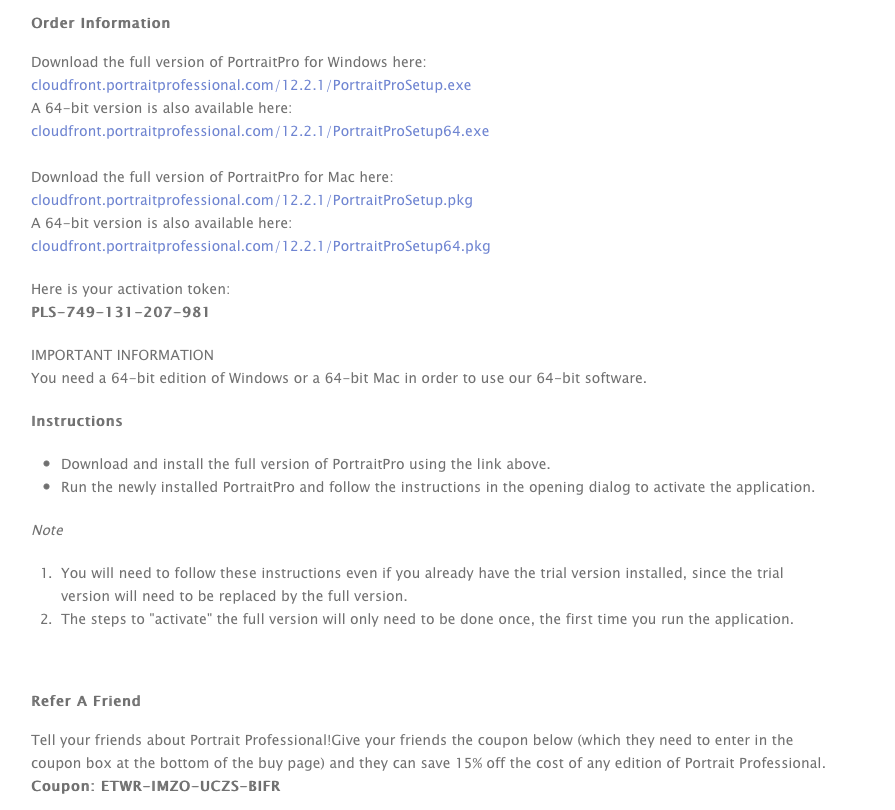 Order Information
Download the full version of PortraitPro for Windows here:
cloudfront.portraitprofessional.com/12.2.1/PortraitProSetup.exe
A 64-bit version is also available here:
cloudfront.portraitprofessional.com/12.2.1/PortraitProSetup64.exe
Download the full version of PortraitPro for Mac here:
cloudfront.portraitprofessional.com/12.2.1/PortraitProSetup.pkg
A 64-bit version is also available here:
cloudfront.portraitprofessional.com/12.2.1/PortraitProSetup64.pkg
Here is your activation token:
PLS-749-131-207-981
IMPORTANT INFORMATION
You need a 64-bit edition of Windows or a 64-bit Mac in order to use our 64-bit software.
Instructions
• Download and install the full version of PortraitPro using the link above.
• Run the newly installed PortraitPro and follow the instructions in the opening dialog to activate the application.
Note
1. You will need to follow these instructions even if you already have the trial version installed, since the trial
version will need to be replaced by the full version.
2. The steps to "activate" the full version will only need to be done once, the first time you run the application.
Refer A Friend
Tell your friends about Portrait Professional!Give your friends the coupon below (which they need to enter in the
coupon box at the bottom of the buy page) and they can save 15% off the cost of any edition of Portrait Professional.
Coupon: ETWR-IMZO-UCZS-BIFR